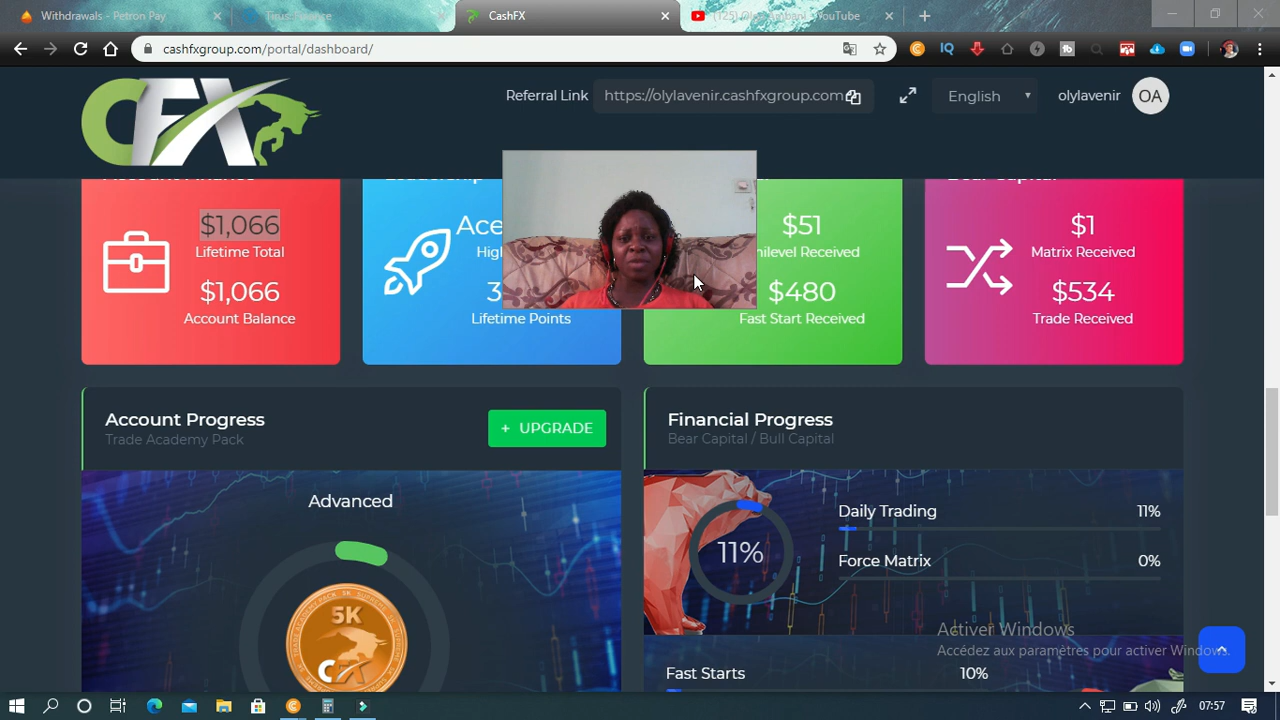 Withdrawals - Petron Pay
CashFX
YouTube
cashfxgroup.com/portal/dashboard/
CFX
Referral Link
https://olylavenir.cashfxgroup.com
English
olylavenir
OA
$1,066
Lifetime Total
$1,066
Account Balance
Lifetime Points
$51
$480
Fast Start Received
$1
Matrix Received
$534
Trade Received
Account Progress
Trade Academy Pack
+ UPGRADE
Financial Progress
Bear Capital / Bull Capital
Advanced
5K
CFX
11%
Daily Trading
11%
Force Matrix
0%
Fast Starts
10%
Activer Windows
Accédez aux paramètres pour activer Windows.
07:57